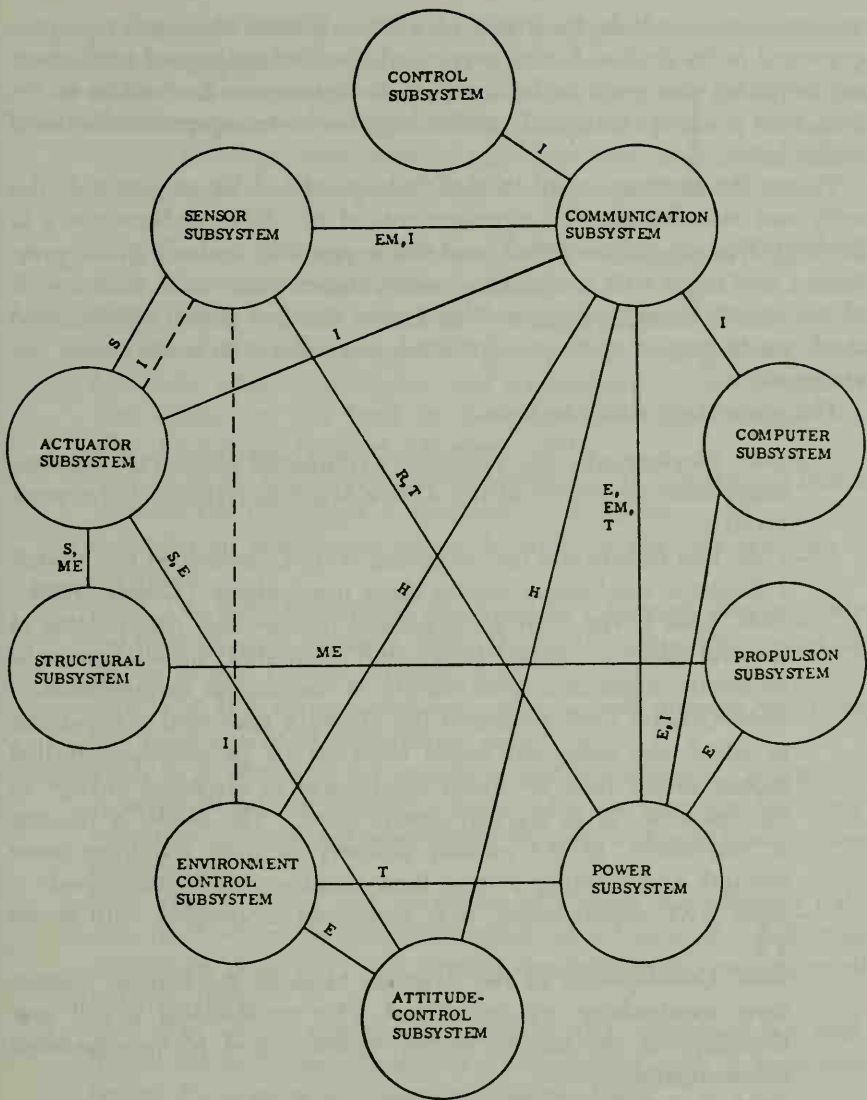 CONTROL
SUBSYSTEM
I
SENSOR
SUBSYSTEM
COMMUNICATION
SUBSYSTEM
EM,I
S
I
I
I
ACTUATOR
SUBSYSTEM
COMPUTER
SUBSYSTEM
R,T
E,
EM,
T
S,
ME
S,E
H
H
STRUCTURAL
SUBSYSTEM
ME
PROPULSION
SUBSYSTEM
I
E,I
E
ENVIRONMENT
CONTROL
SUBSYSTEM
T
POWER
SUBSYSTEM
E
ATTITUDE-
CONTROL
SUBSYSTEM